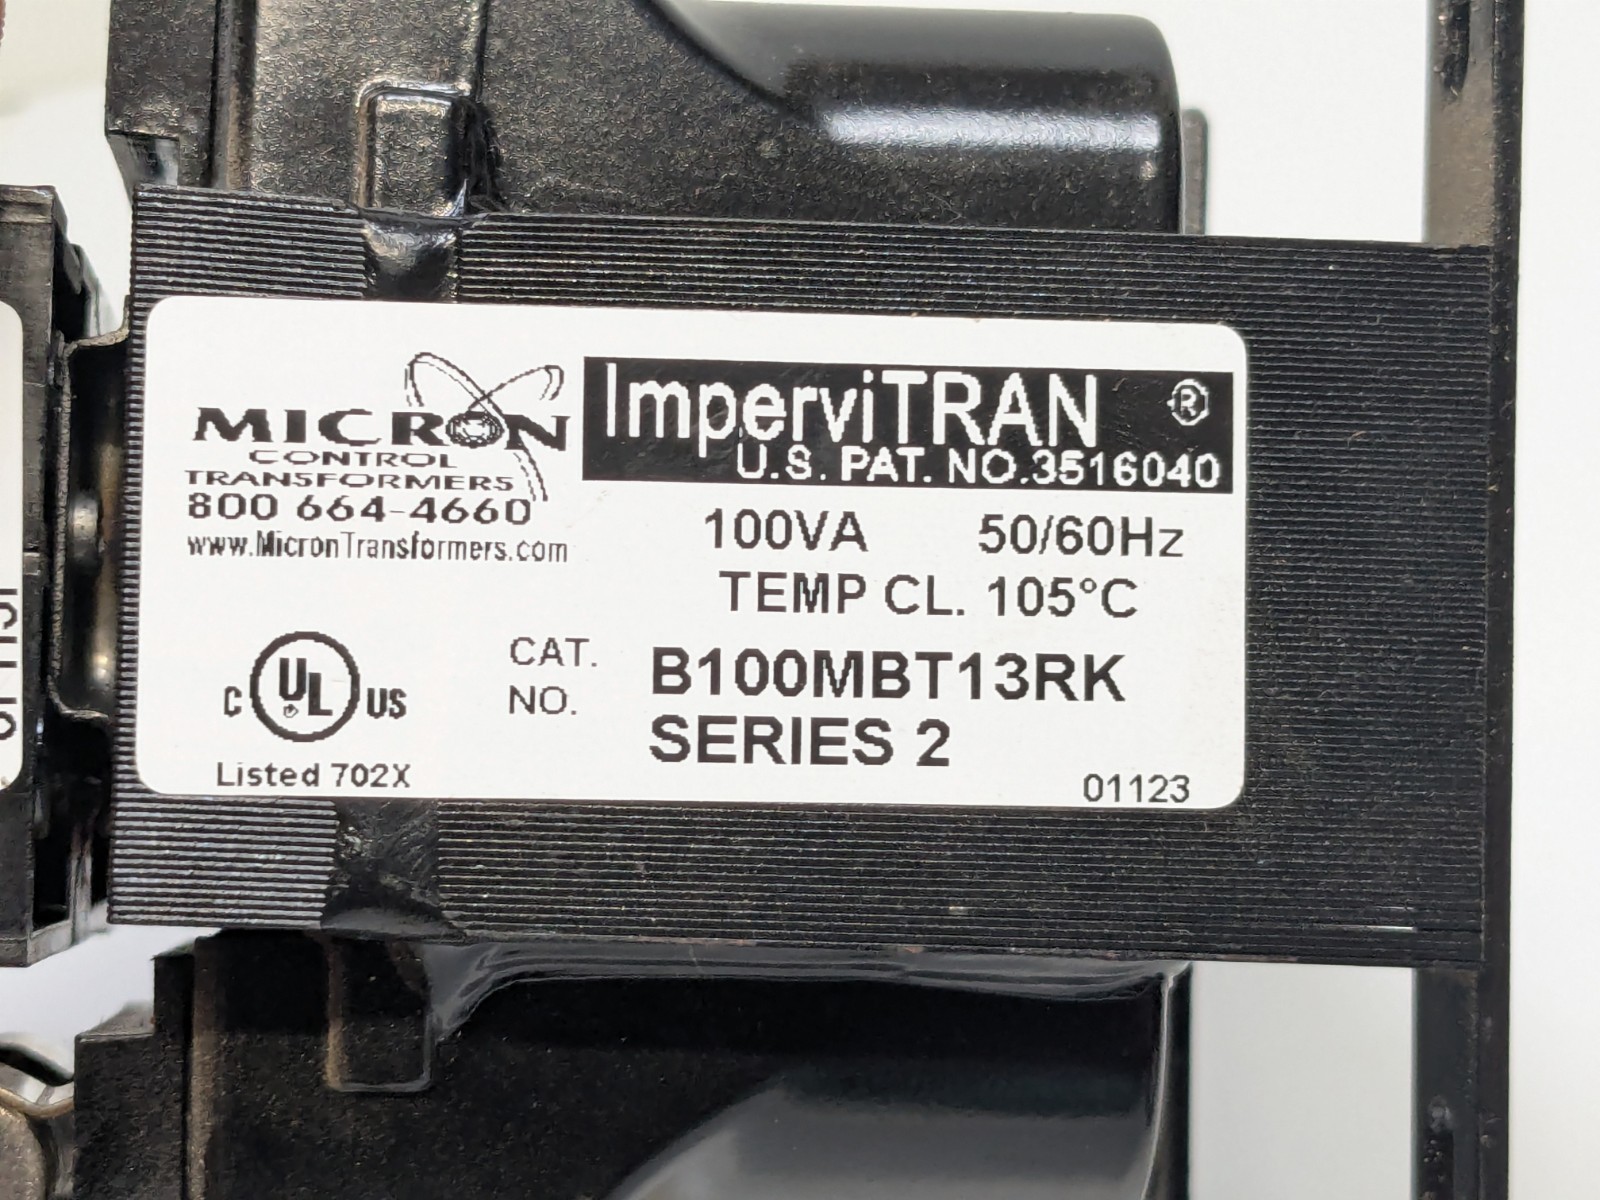 MICRON
CONTROL
TRANSFORMERS
800 664-4660
www.MicronTransformers.com
ImperviTRAN ®
U.S. PAT. NO.3516040
100VA 50/60Hz
TEMP CL. 105°C
C UL US
Listed 702X
CAT. NO. B100MBT13RK
SERIES 2
01123